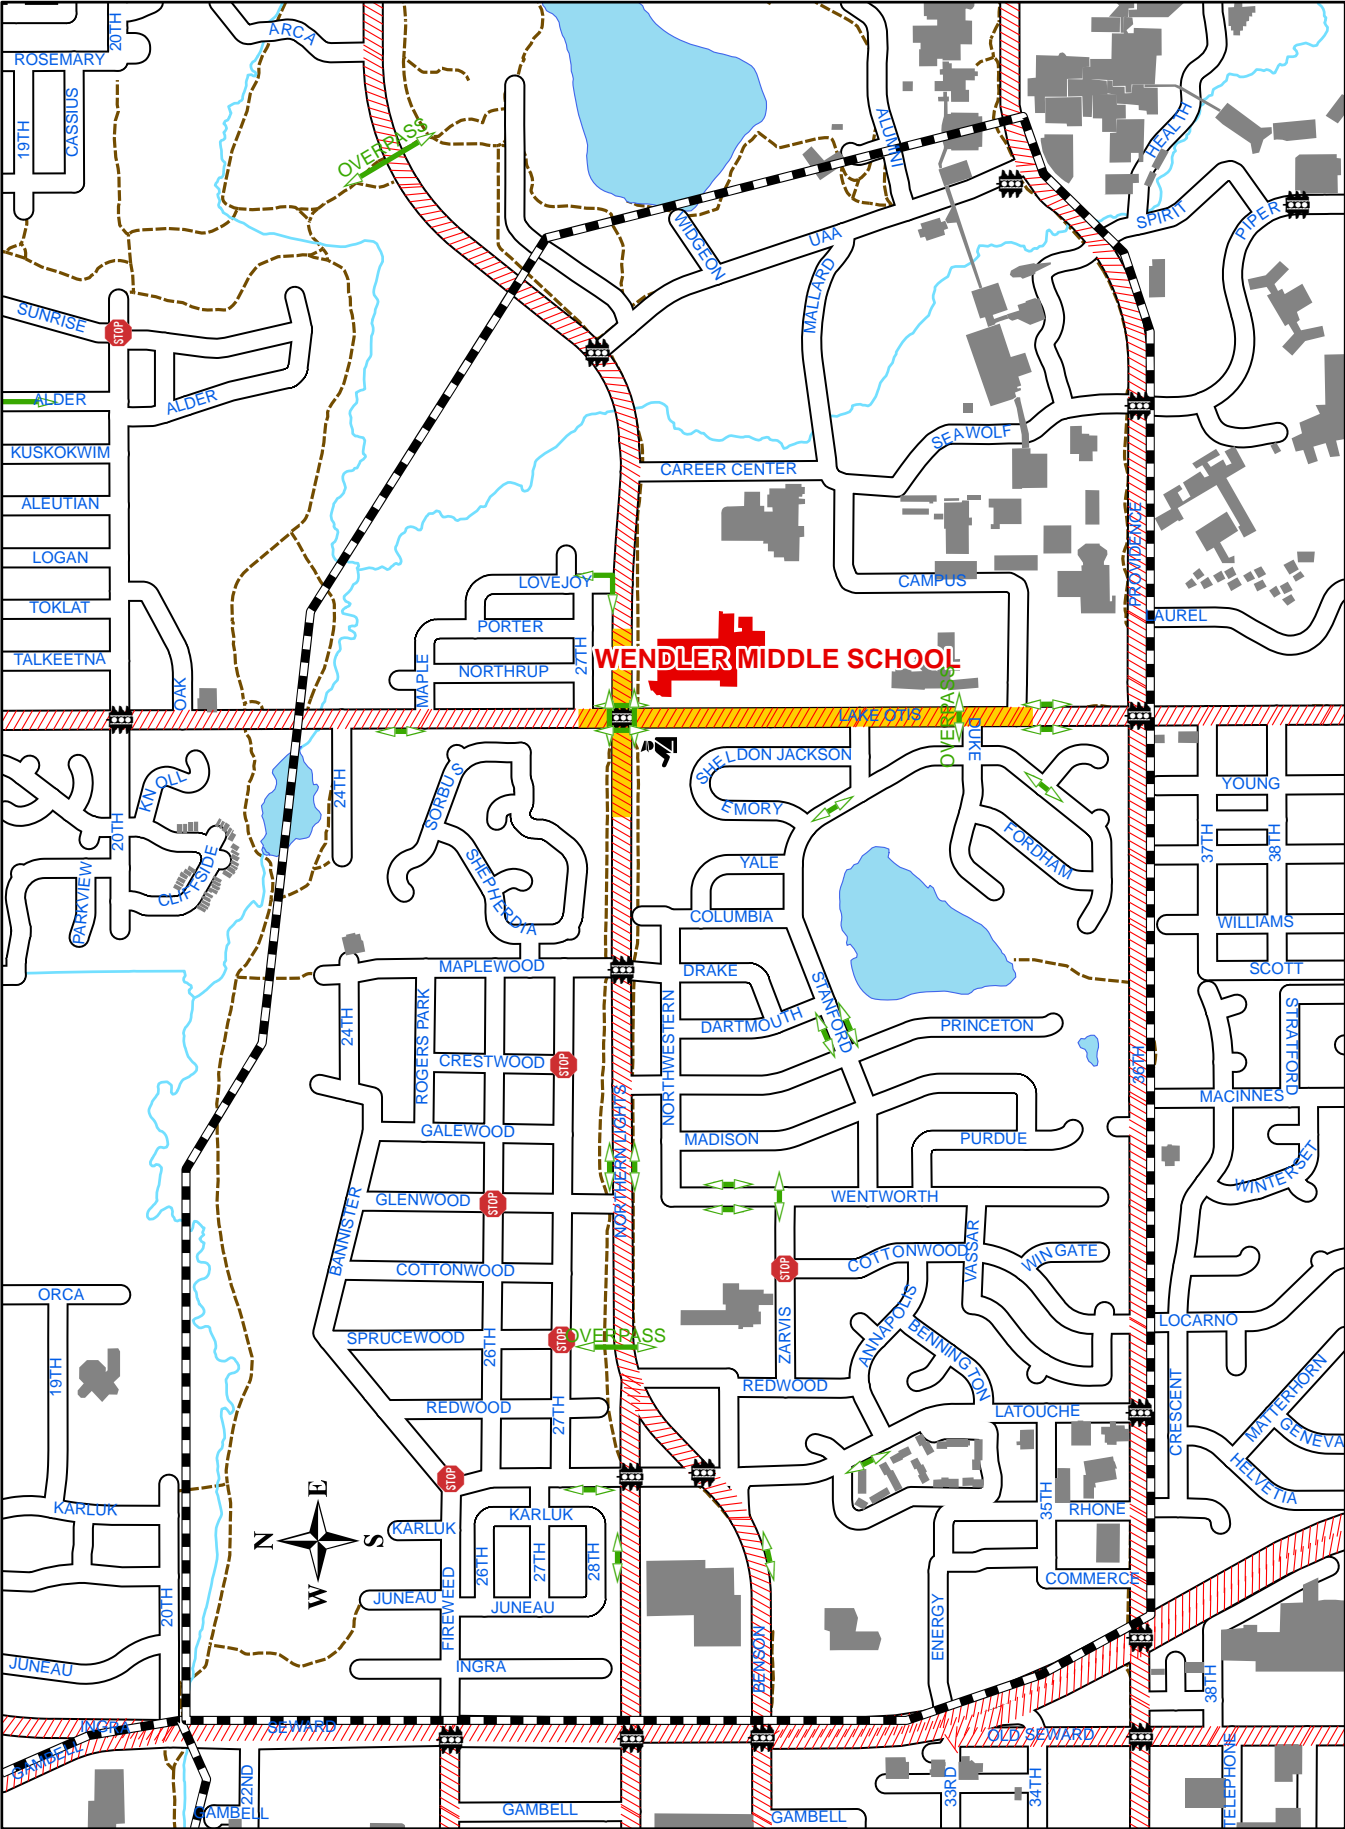 20TH
ARCA
ROSEMARY
19TH
CASSIUS
OVERPASS
ALUMNI
HEALTH
WIDGEON
UAA
MALLARD
SPIRIT
PIPER
SUNRISE
STOP
ALDER
ALDER
KUSKOKWIM
SEAWOLF
CAREER CENTER
ALEUTIAN
PROVIDENCE
LOGAN
LOVEJOY
CAMPUS
TOKLAT
PORTER
AUREL
27TH
WENDLER MIDDLE SCHOOL
TALKEETNA
MAPLE
NORTHRUP
OAK
OVERPASS
LAKE OTIS
DUKE
SHELDON JACKSON
KNOLL
24TH
SORBUS
EMORY
YOUNG
20TH
FORDHAM
37TH
38TH
SHEPHERDIA
YALE
CLIFFSIDE
PARKVIEW
COLUMBIA
WILLIAMS
MAPLEWOOD
DRAKE
SCOTT
24TH
ROGERS PARK
NORTHWESTERN
DARTMOUTH
STANFORD
PRINCETON
STRATFORD
CRESTWOOD
STOP
36TH
MACINNES
NORTHERN LIGHTS
GALEWOOD
MADISON
PURDUE
WINTERSET
BANNISTER
GLENWOOD
STOP
WENTWORTH
VASSAR
COTTONWOOD
STOP
COTTONWOOD
WINGATE
ORCA
ANNAPOLIS
BENNINGTON
LOCARNO
SPRUCEWOOD
26TH
STOP
OVERPASS
ZARVIS
19TH
REDWOOD
MATTERHORN
REDWOOD
27TH
LATOUCHE
CRESCENT
GENEVA
STOP
HELVETIA
E
N
S
W
KARLUK
KARLUK
KARLUK
35TH
RHONE
26TH
27TH
28TH
COMMERCE
20TH
JUNEAU
FIREWEED
JUNEAU
ENERGY
JUNEAU
INGRA
BENSON
38TH
INGRA
SEWARD
OLD SEWARD
GAMBELL
22ND
33RD
34TH
TELEPHONE
GAMBELL
GAMBELL
GAMBELL